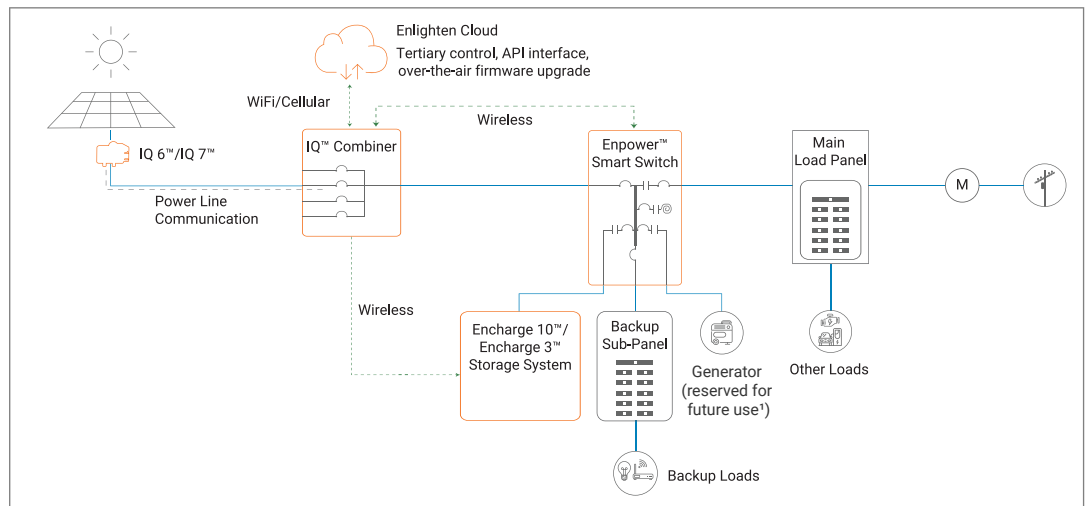 Enlighten Cloud
Tertiary control, API interface,
over-the-air firmware upgrade
WiFi/Cellular
Wireless
IQ 6™/IQ 7™
IQ™ Combiner
Enpower™
Smart Switch
Main
Load Panel
Power Line
Communication
M
Wireless
Encharge 10™/
Encharge 3™
Storage System
Backup
Sub-Panel
Generator
(reserved for
future use¹)
Other Loads
Backup Loads